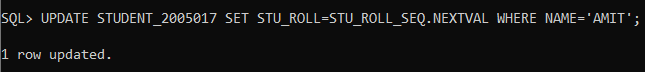 SQL> UPDATE STUDENT_2005017 SET STU_ROLL=STU_ROLL_SEQ.NEXTVAL WHERE NAME='AMIT';
1 row updated.